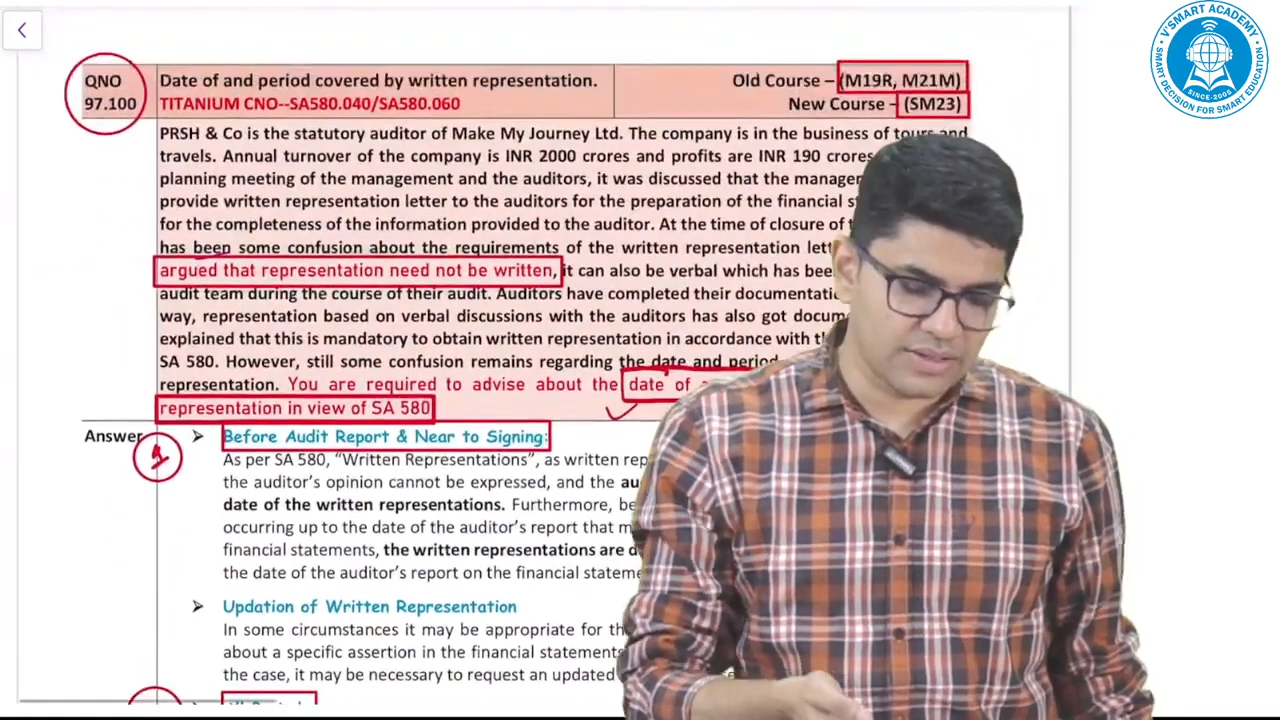 V'SMART ACADEMY
SMART DECISION FOR SMART EDUCATION
SINCE-2005
QNO
97.100
Date of and period covered by written representation.
TITANIUM CNO--SA580.040/SA580.060
Old Course – (M19R, M21M)
New Course – (SM23)
PRSH & Co is the statutory auditor of Make My Journey Ltd. The company is in the business of tours and
travels. Annual turnover of the company is INR 2000 crores and profits are INR 190 crores
planning meeting of the management and the auditors, it was discussed that the
provide written representation letter to the auditors for the preparation of the financial
for the completeness of the information provided to the auditor. At the time of closure of
has been some confusion about the requirements of the written representation
argued that representation need not be written, it can also be verbal which has been
audit team during the course of their audit. Auditors have completed their
way, representation based on verbal discussions with the auditors has also got
explained that this is mandatory to obtain written representation in accordance with
SA 580. However, still some confusion remains regarding the date and
representation. You are required to advise about the date of
representation in view of SA 580
Answer
1
➢ Before Audit Report & Near to Signing:
As per SA 580, “Written Representations”, as written
the auditor’s opinion cannot be expressed, and the
date of the written representations. Furthermore,
occurring up to the date of the auditor’s report that
financial statements, the written representations are
the date of the auditor’s report on the financial
➢ Updation of Written Representation
In some circumstances it may be appropriate for
about a specific assertion in the financial statements
the case, it may be necessary to request an updated